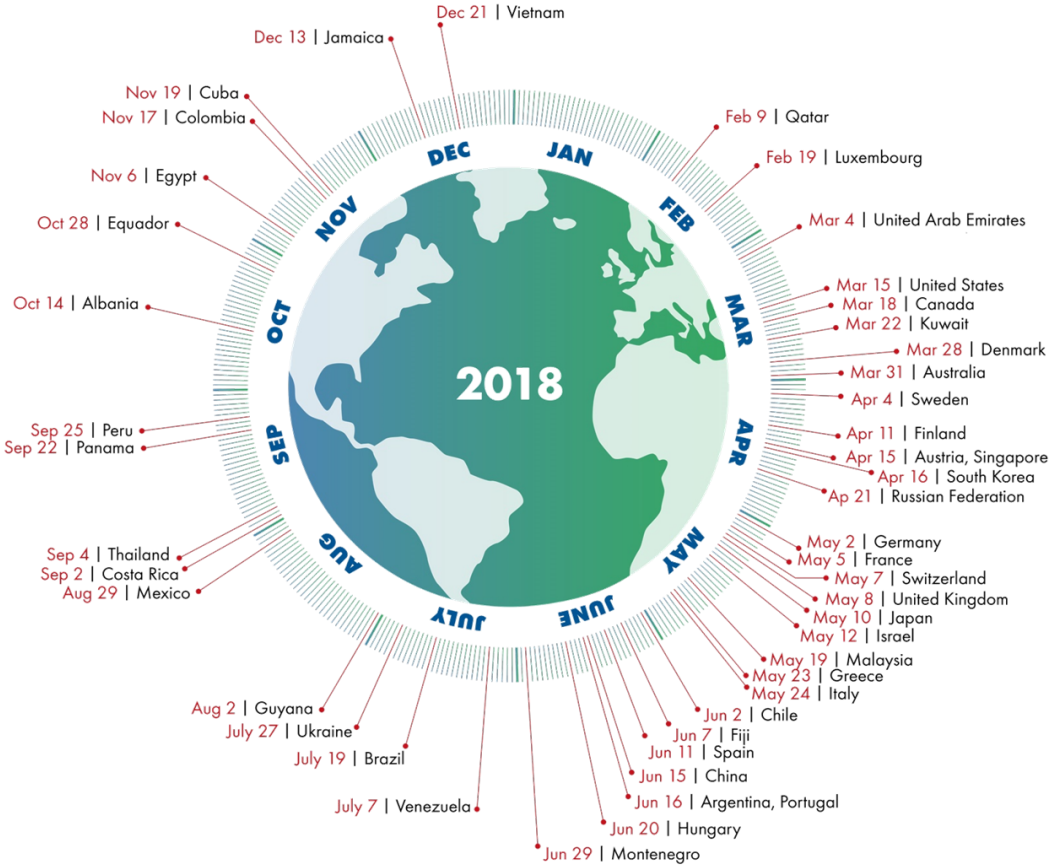 Dec 21 | Vietnam
Dec 13 | Jamaica
Nov 19 | Cuba
Nov 17 | Colombia
Nov 6 | Egypt
Oct 28 | Equador
Oct 14 | Albania
Sep 25 | Peru
Sep 22 | Panama
Sep 4 | Thailand
Sep 2 | Costa Rica
Aug 29 | Mexico
Aug 2 | Guyana
July 27 | Ukraine
July 19 | Brazil
July 7 | Venezuela
Feb 9 | Qatar
Feb 19 | Luxembourg
Mar 4 | United Arab Emirates
Mar 15 | United States
Mar 18 | Canada
Mar 22 | Kuwait
Mar 28 | Denmark
Mar 31 | Australia
Apr 4 | Sweden
Apr 11 | Finland
Apr 15 | Austria, Singapore
Apr 16 | South Korea
Ap 21 | Russian Federation
May 2 | Germany
May 5 | France
May 7 | Switzerland
May 8 | United Kingdom
May 10 | Japan
May 12 | Israel
May 19 | Malaysia
May 23 | Greece
May 24 | Italy
Jun 2 | Chile
Jun 7 | Fiji
Jun 11 | Spain
Jun 15 | China
Jun 16 | Argentina, Portugal
Jun 20 | Hungary
Jun 29 | Montenegro
JAN
FEB
MAR
APR
MAY
JUNE
JULY
AUG
SEP
OCT
NOV
DEC
2018